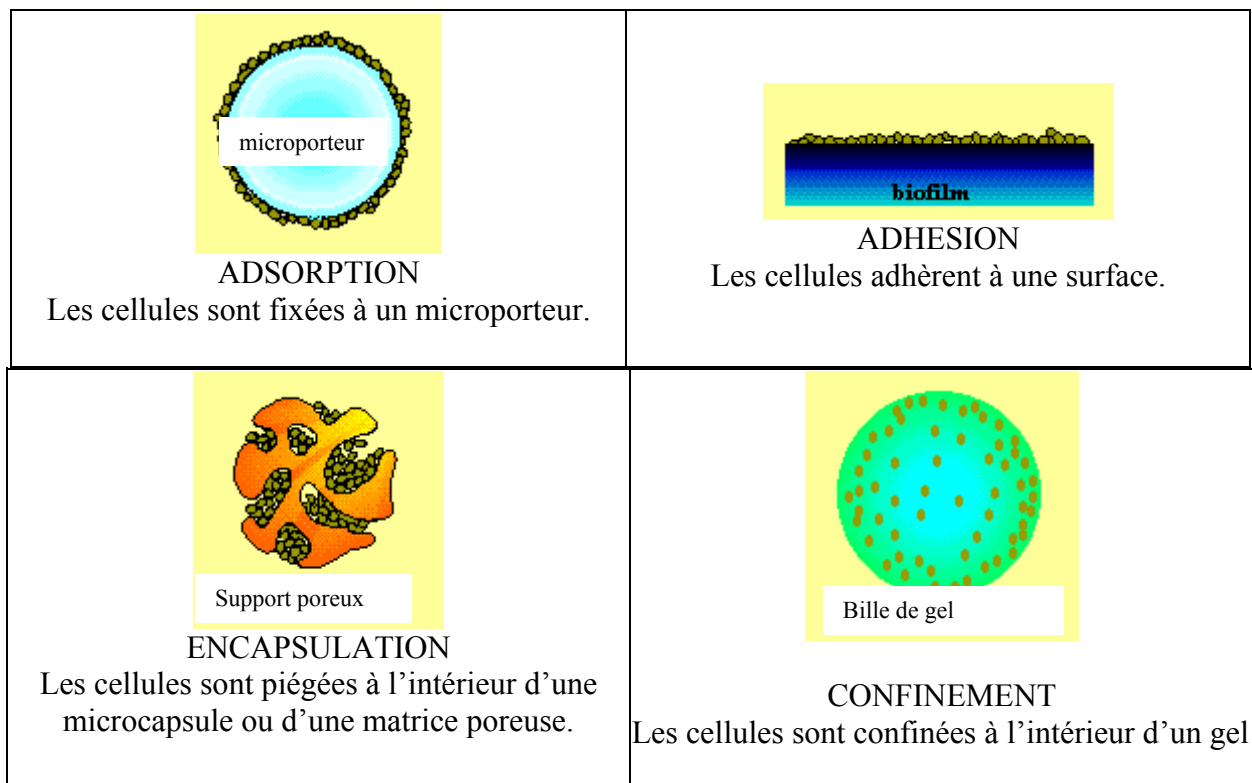 microporteur
ADSORPTION
Les cellules sont fixées à un microporteur.
biofilm
ADHESION
Les cellules adhèrent à une surface.
Support poreux
ENCAPSULATION
Les cellules sont piégées à l’intérieur d’une
microcapsule ou d’une matrice poreuse.
Bille de gel
CONFINEMENT
Les cellules sont confinées à l’intérieur d’un gel